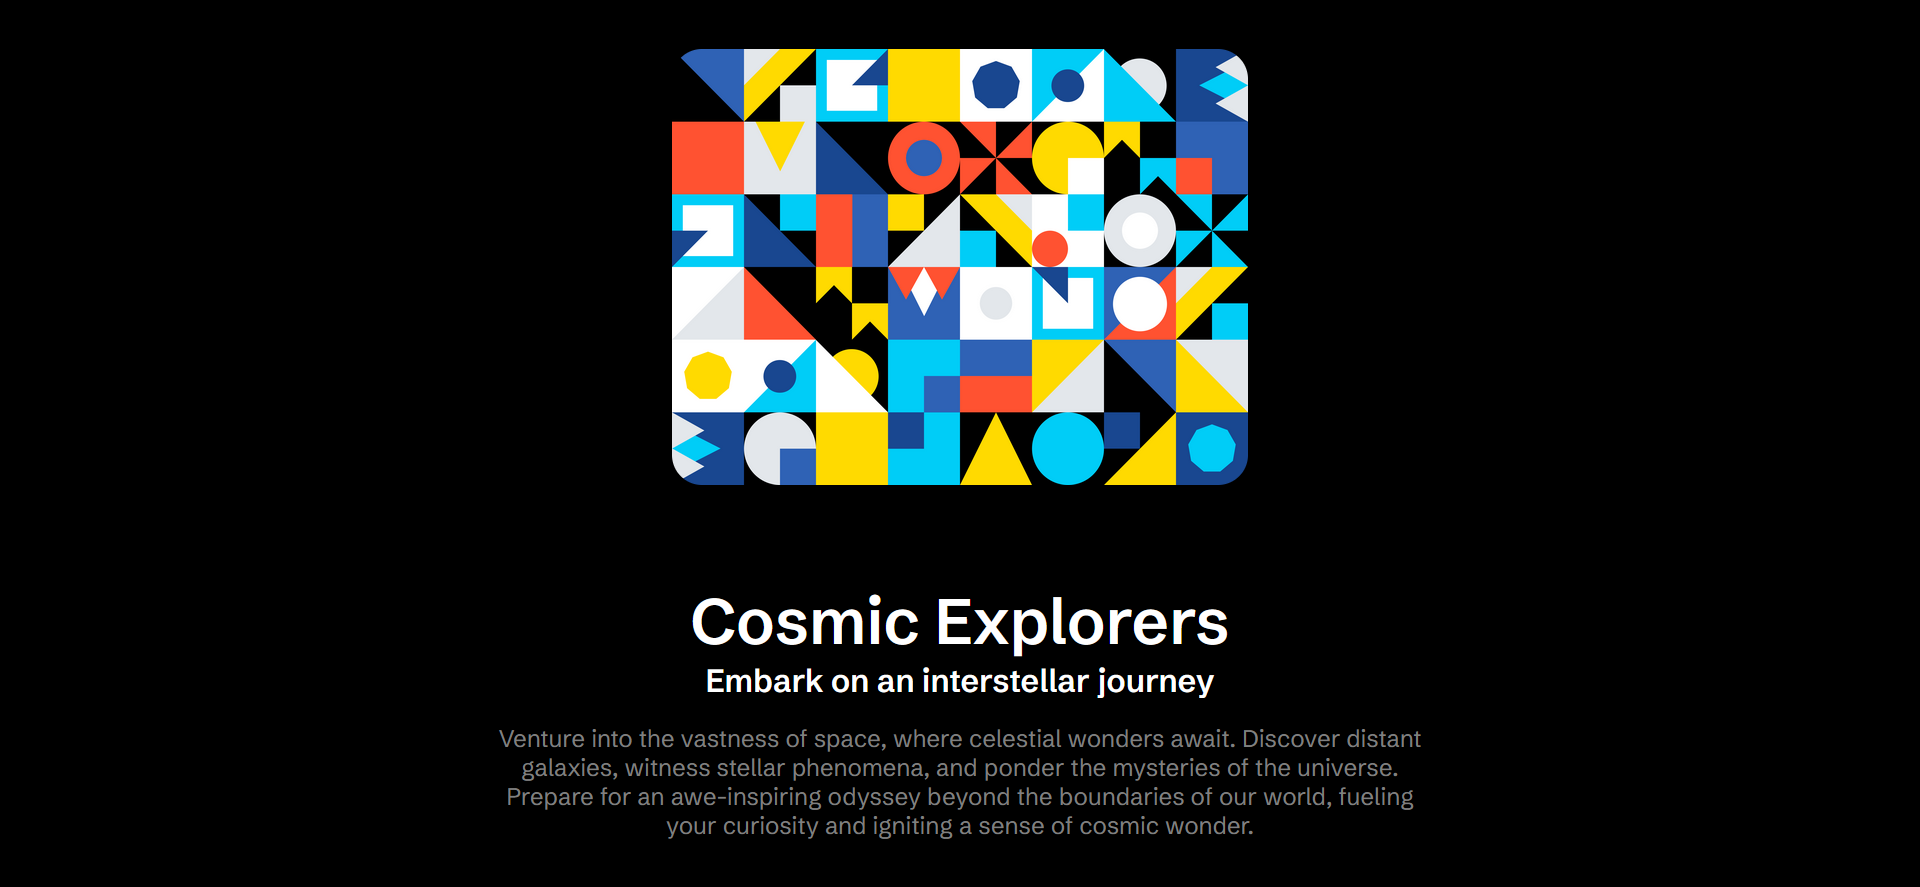 Cosmic Explorers
Embark on an interstellar journey
Venture into the vastness of space, where celestial wonders await. Discover distant
galaxies, witness stellar phenomena, and ponder the mysteries of the universe.
Prepare for an awe-inspiring odyssey beyond the boundaries of our world, fueling
your curiosity and igniting a sense of cosmic wonder.